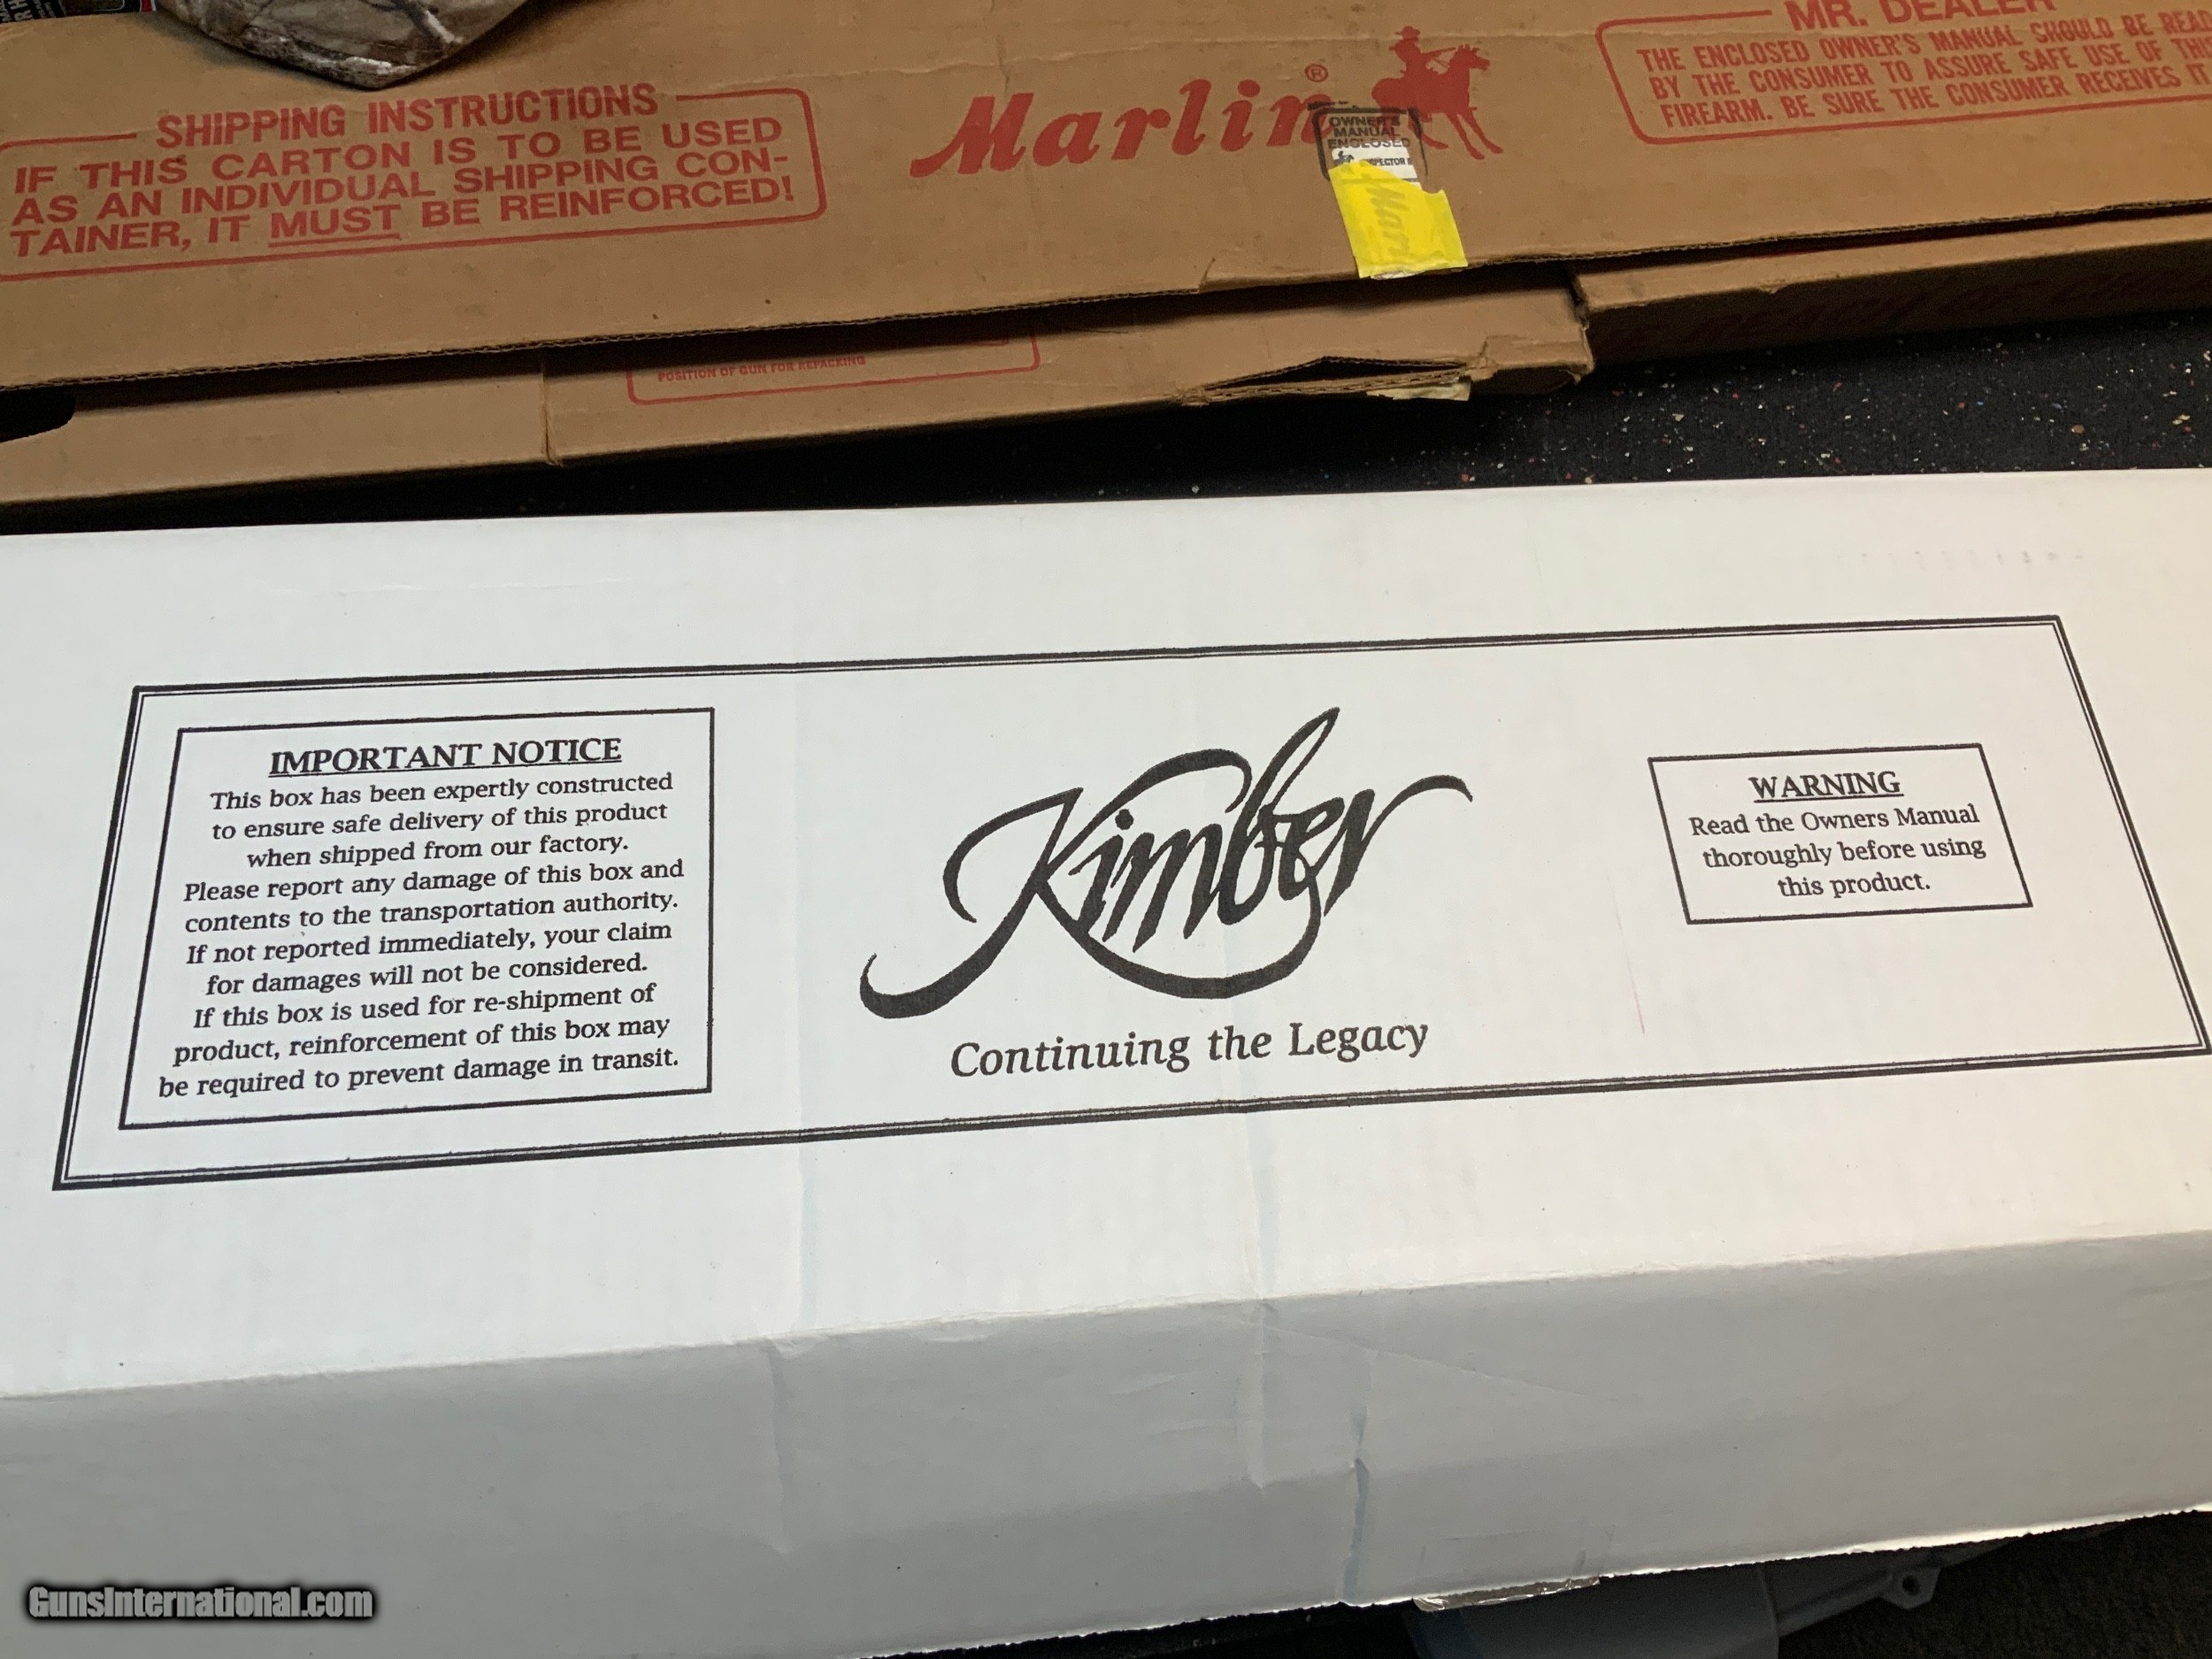 SHIPPING INSTRUCTIONS
IF THIS CARTON IS TO BE USED
AS AN INDIVIDUAL SHIPPING CON-
TAINER, IT MUST BE REINFORCED!
Marlin®
OWNER'S
MANUAL
ENCLOSED
MR. DEALER
THE ENCLOSED OWNER'S MANUAL SHOULD BE READ
BY THE CONSUMER TO ASSURE SAFE USE OF
FIREARM. BE SURE THE CONSUMER RECEIVES IT
POSITION OF GUN FOR REPACKING
IMPORTANT NOTICE
This box has been expertly constructed
to ensure safe delivery of this product
when shipped from our factory.
Please report any damage of this box and
contents to the transportation authority.
If not reported immediately, your claim
for damages will not be considered.
If this box is used for re-shipment of
product, reinforcement of this box may
be required to prevent damage in transit.
Kimber
Continuing the Legacy
WARNING
Read the Owners Manual
thoroughly before using
this product.
GunsInternational.com